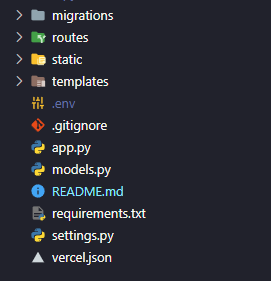 migrations
routes
static
templates
.env
.gitignore
app.py
models.py
README.md
requirements.txt
settings.py
vercel.json